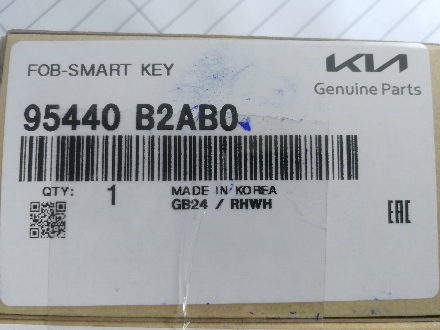 FOB-SMART KEY
KIA
Genuine Parts
95440 B2AB0
QTY: 1
MADE IN KOREA
GB24 / RHWH
EAC